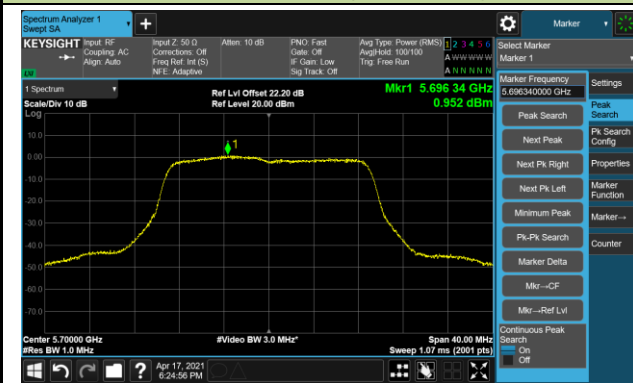 Spectrum Analyzer 1
Swept SA
+
Marker
KEYSIGHT
Input: RF
Coupling: AC
Align: Auto
Input Z: 50 Ω
Corrections: Off
Freq Ref: Int (S)
NFE: Adaptive
Atten: 10 dB
PNO: Fast
Gate: Off
IF Gain: Low
Sig Track: Off
Avg Type: Power (RMS)
Avg|Hold: 100/100
Trig: Free Run
1 2 3 4 5 6
A W W W W W
A N N N N N
Select Marker
Marker 1
1 Spectrum
Scale/Div 10 dB
Log
Ref Lvl Offset 22.20 dB
Ref Level 20.00 dBm
Mkr1 5.696 34 GHz
0.952 dBm
10.0
0.00
-10.0
-20.0
-30.0
-40.0
-50.0
-60.0
-70.0
1
Center 5.70000 GHz
#Res BW 1.0 MHz
#Video BW 3.0 MHz*
Span 40.00 MHz
Sweep 1.07 ms (2001 pts)
Marker Frequency
5.696340000 GHz
Peak Search
Next Peak
Next Pk Right
Next Pk Left
Minimum Peak
Pk-Pk Search
Marker Delta
Mkr→CF
Mkr→Ref Lvl
Continuous Peak
Search
On
Off
Settings
Peak
Search
Pk Search
Config
Properties
Marker
Function
Marker→
Counter
?
Apr 17, 2021
6:24:56 PM